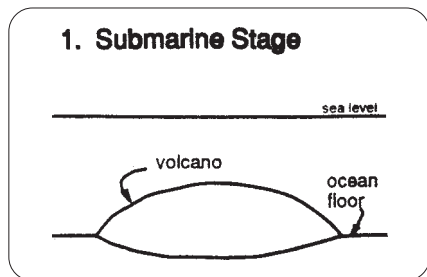 1. Submarine Stage
sea level
volcano
ocean
floor